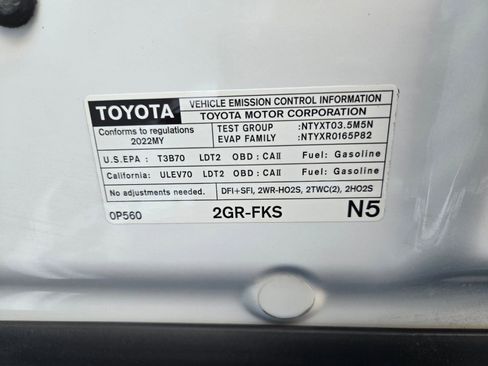 TOYOTA
VEHICLE EMISSION CONTROL INFORMATION
TOYOTA MOTOR CORPORATION
Conforms to regulations
2022MY
TEST GROUP :NTYXT03.5M5N
EVAP FAMILY :NTYXR0165P82
U.S.EPA : T3B70 LDT2 OBD : CAII Fuel: Gasoline
California: ULEV70 LDT2 OBD : CAII Fuel: Gasoline
No adjustments needed. DFI+SFI, 2WR-HO2S, 2TWC(2), 2HO2S
0P560 2GR-FKS N5